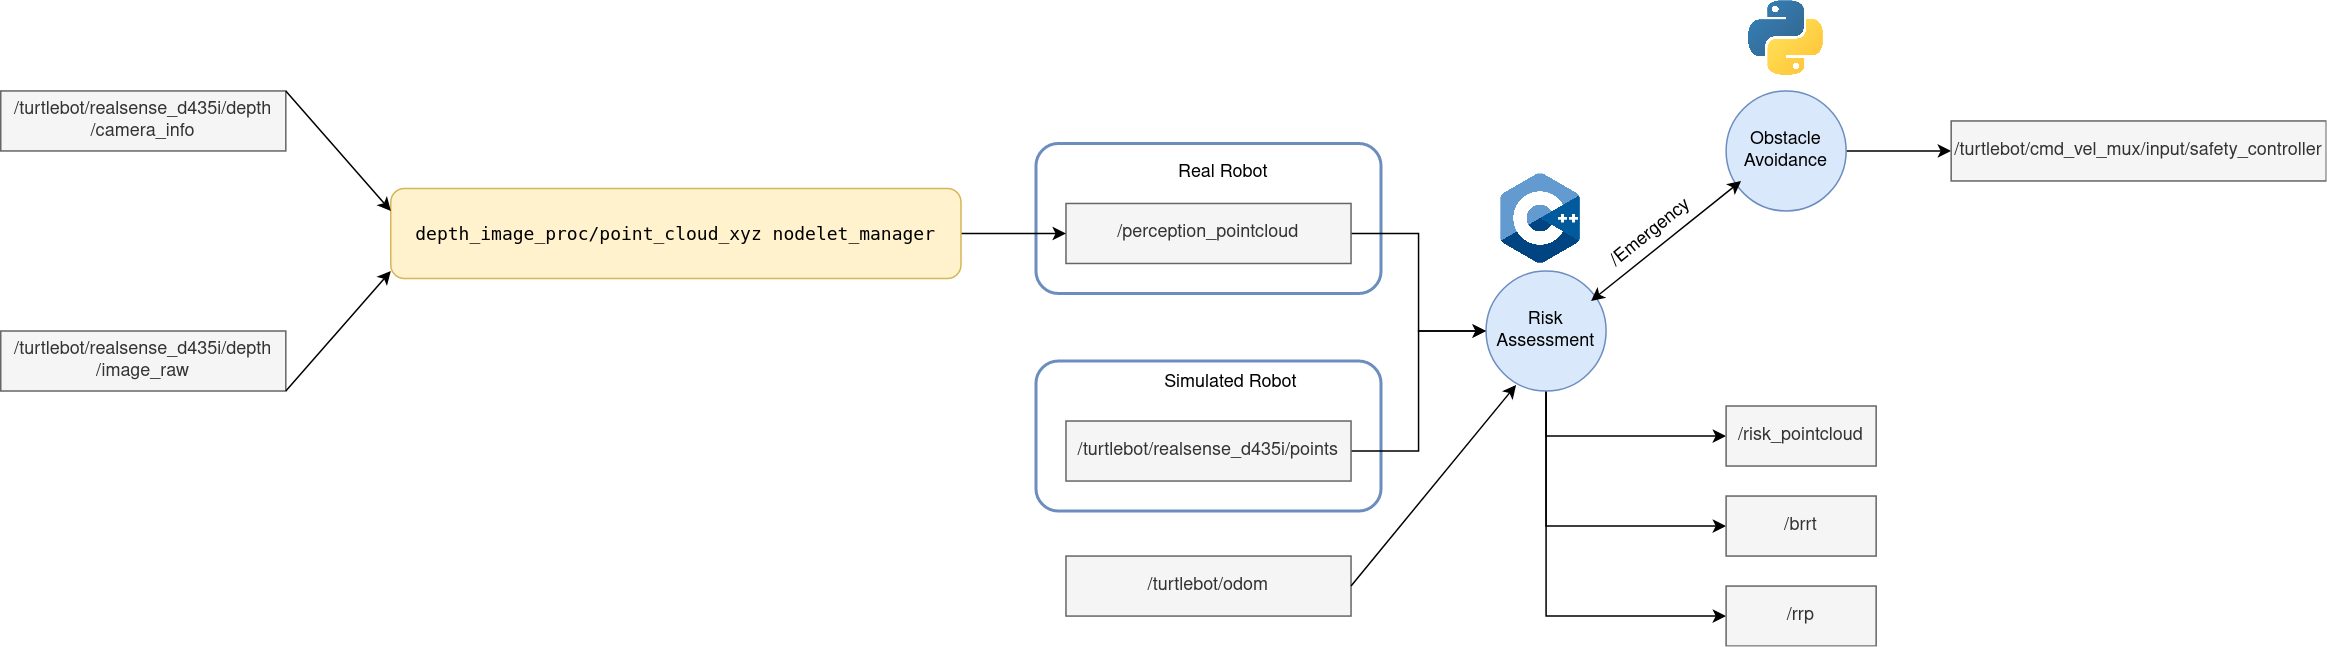 /turtlebot/realsense_d435i/depth
/camera_info
/turtlebot/realsense_d435i/depth
/image_raw
depth_image_proc/point_cloud_xyz nodelet_manager
Real Robot
/perception_pointcloud
Simulated Robot
/turtlebot/realsense_d435i/points
/turtlebot/odom
C++
Risk
Assessment
/Emergency
Obstacle
Avoidance
/turtlebot/cmd_vel_mux/input/safety_controller
/risk_pointcloud
/brrt
/rrp